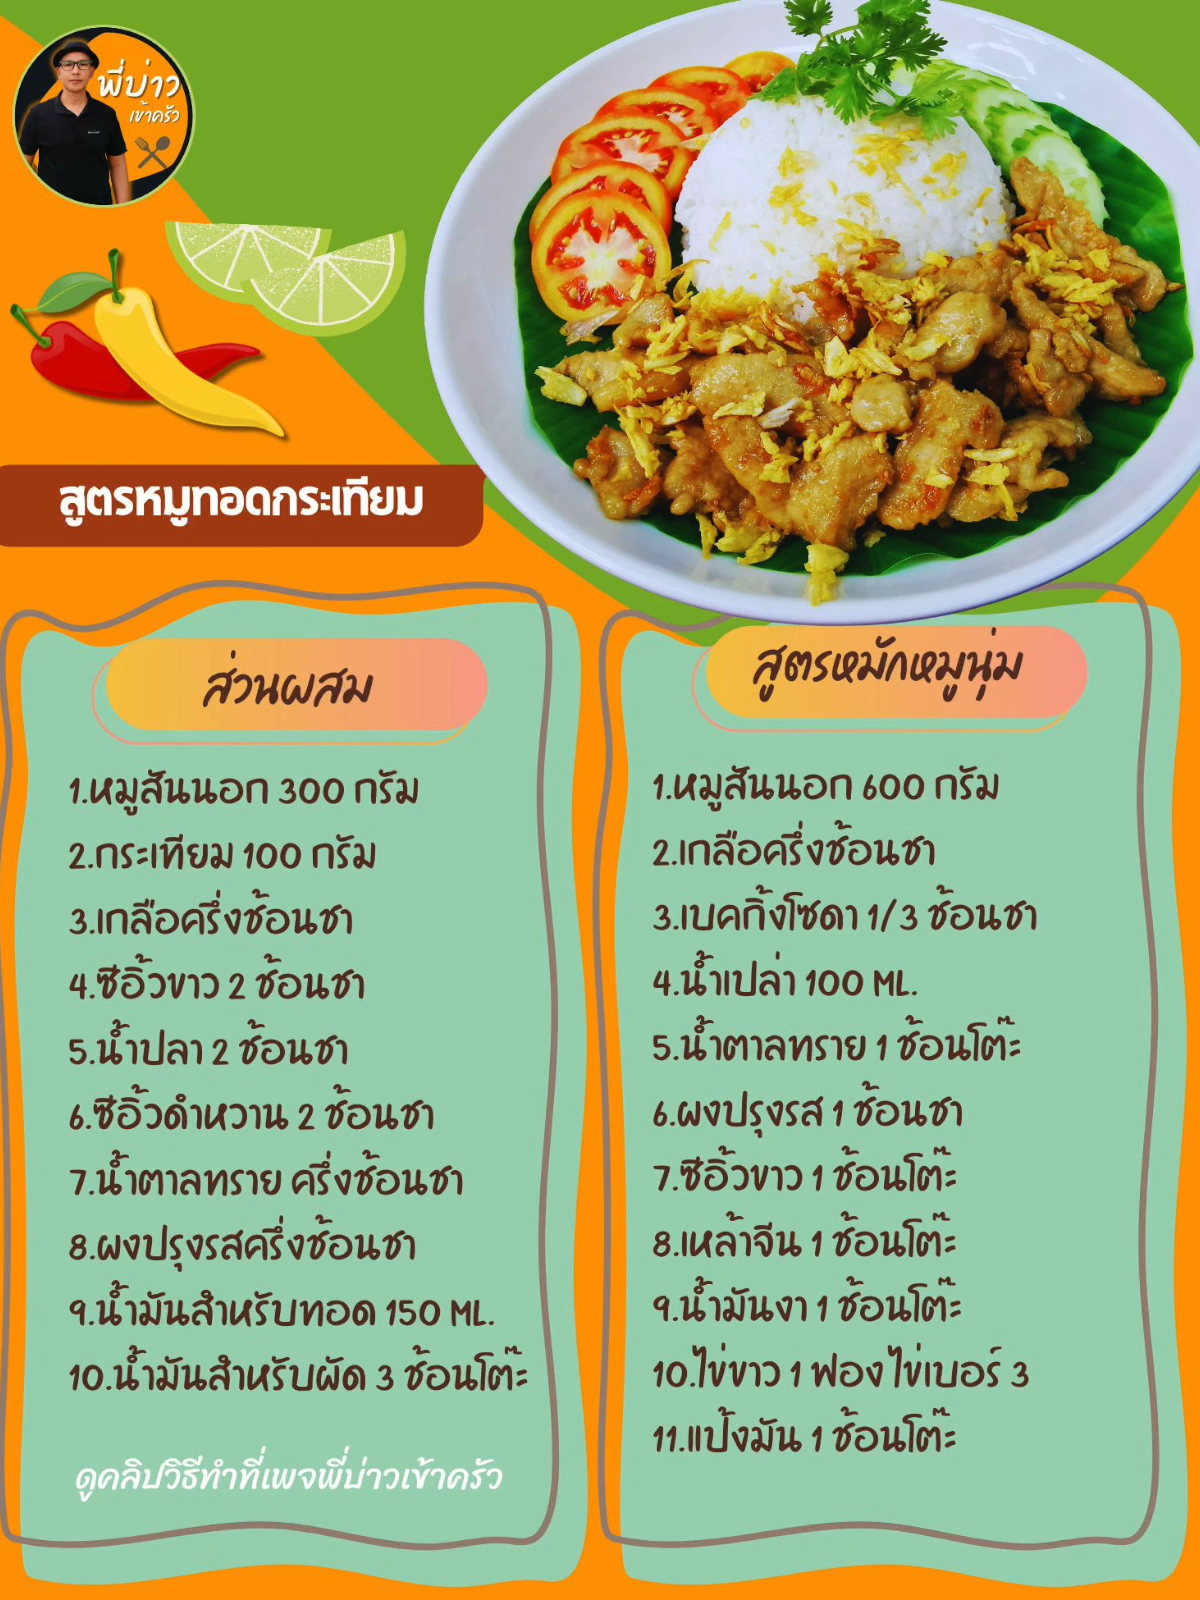 พี่บ่าว
เข้าครัว
สูตรหมูทอดกระเทียม
ส่วนผสม
1.หมูสันนอก 300 กรัม
2.กระเทียม 100 กรัม
3.เกลือครึ่งช้อนชา
4.ซีอิ้วขาว 2 ช้อนชา
5.น้ำปลา 2 ช้อนชา
6.ซีอิ้วดำหวาน 2 ช้อนชา
7.น้ำตาลทราย ครึ่งช้อนชา
8.ผงปรุงรสครึ่งช้อนชา
9.น้ำมันสำหรับทอด 150 ML.
10.น้ำมันสำหรับผัด 3 ช้อนโต๊ะ
ดูคลิปวิธีทำที่เพจพี่บ่าวเข้าครัว
สูตรหมักหมูนุ่ม
1.หมูสันนอก 600 กรัม
2.เกลือครึ่งช้อนชา
3.เบคกิ้งโซดา 1/3 ช้อนชา
4.น้ำเปล่า 100 ML.
5.น้ำตาลทราย 1 ช้อนโต๊ะ
6.ผงปรุงรส 1 ช้อนชา
7.ซีอิ้วขาว 1 ช้อนโต๊ะ
8.เหล้าจีน 1 ช้อนโต๊ะ
9.น้ำมันงา 1 ช้อนโต๊ะ
10.ไข่ขาว 1 ฟอง ไข่เบอร์ 3
11.แป้งมัน 1 ช้อนโต๊ะ